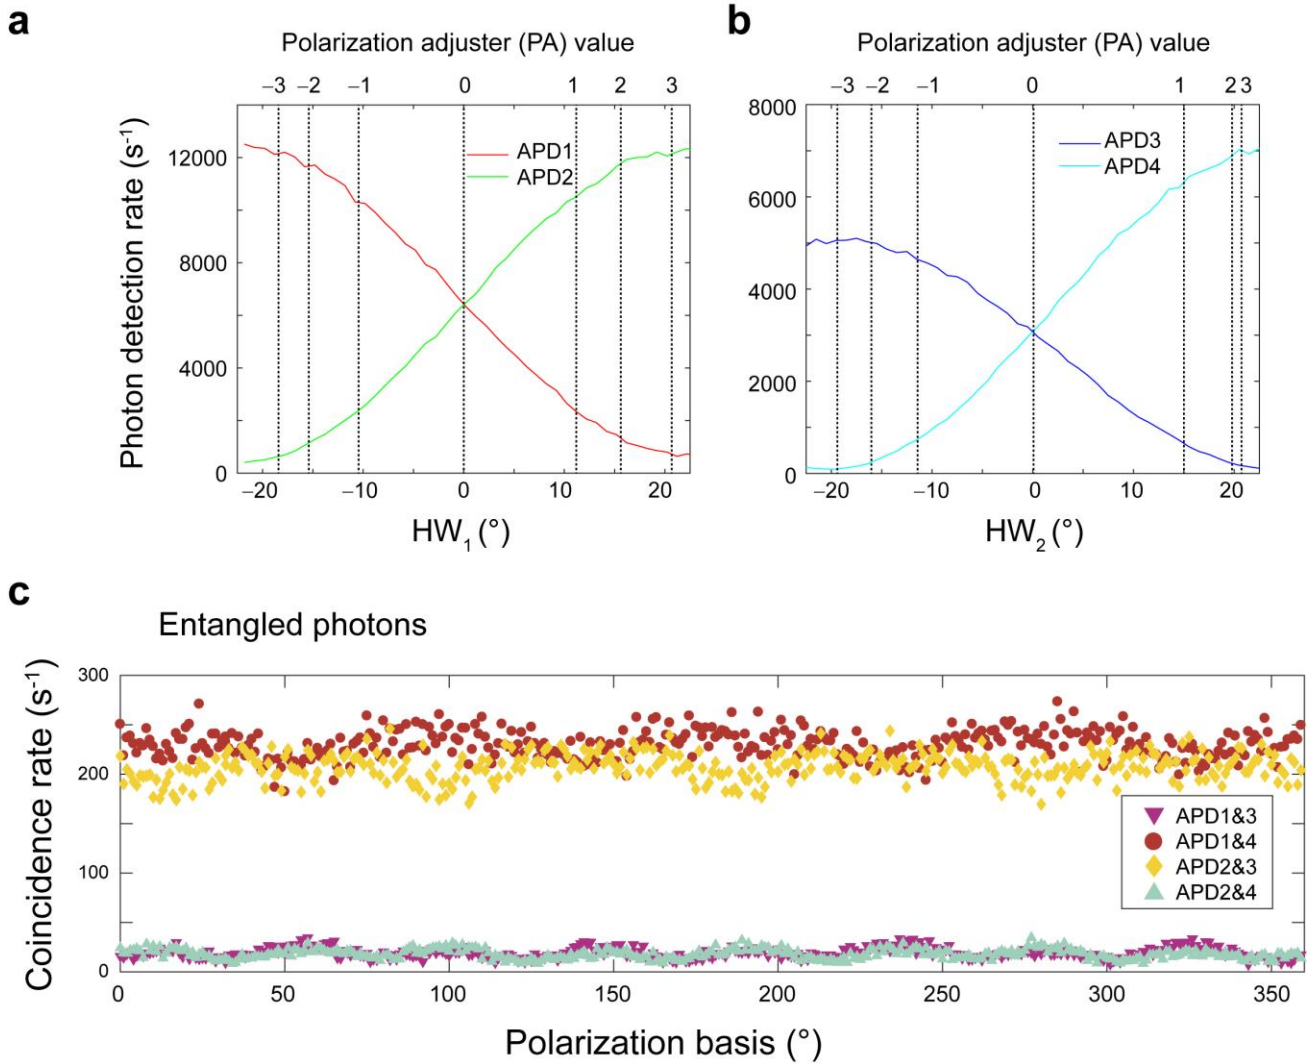 a
Polarization adjuster (PA) value
–3 –2 –1 0 1 2 3
Photon detection rate (s⁻¹)
12000
8000
4000
0
APD1
APD2
–20 –10 0 10 20
HW₁ (°)
b
Polarization adjuster (PA) value
–3 –2 –1 0 1 2 3
8000
6000
4000
2000
0
APD3
APD4
–20 –10 0 10 20
HW₂ (°)
c
Entangled photons
Coincidence rate (s⁻¹)
300
200
100
0
APD1&3
APD1&4
APD2&3
APD2&4
0 50 100 150 200 250 300 350
Polarization basis (°)